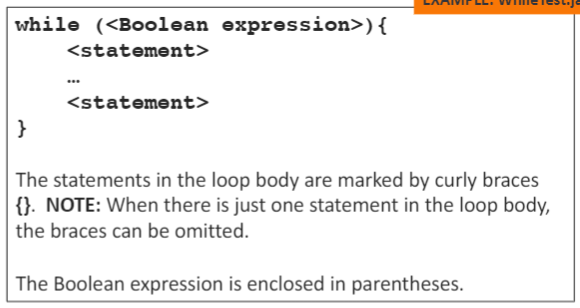 EXAMPLE: WhileTest.ja
while (<Boolean expression>){
<statement>
…
<statement>
}
The statements in the loop body are marked by curly braces
{}. NOTE: When there is just one statement in the loop body,
the braces can be omitted.
The Boolean expression is enclosed in parentheses.